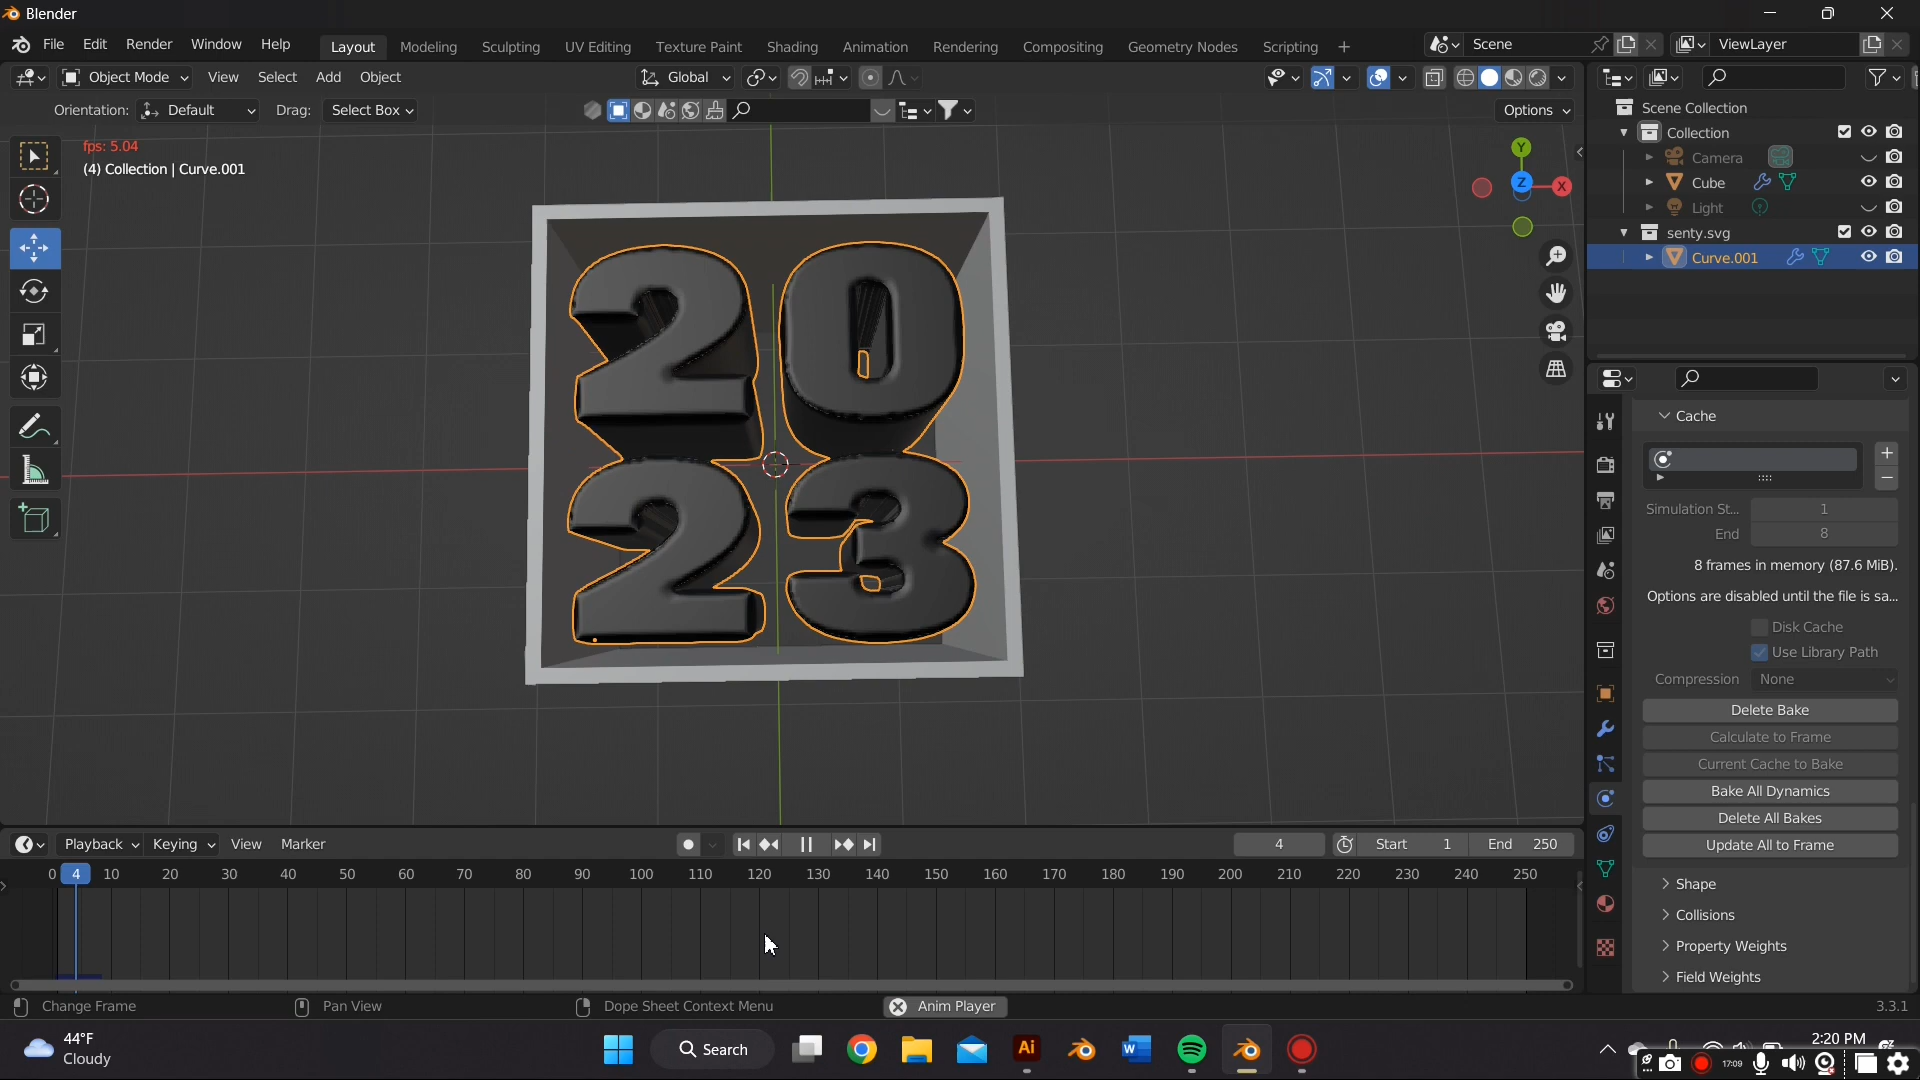 Blender
File Edit Render Window Help Layout Modeling Sculpting UV Editing Texture Paint Shading Animation Rendering Compositing Geometry Nodes Scripting + Scene ViewLayer
Object Mode View Select Add Object Global
Orientation: Default Drag: Select Box Options
Scene Collection
Collection
Camera
Cube
Light
senty.svg
Curve.001
fps: 5.04
(4) Collection | Curve.001
Y
Z X
20
23
Cache
Simulation St... 1
End 8
8 frames in memory (87.6 MiB).
Options are disabled until the file is sa...
Disk Cache
Use Library Path
Compression None
Delete Bake
Calculate to Frame
Current Cache to Bake
Bake All Dynamics
Delete All Bakes
Update All to Frame
Shape
Collisions
Property Weights
Field Weights
Playback Keying View Marker 4 Start 1 End 250
0 4 10 20 30 40 50 60 70 80 90 100 110 120 130 140 150 160 170 180 190 200 210 220 230 240 250
Change Frame Pan View Dope Sheet Context Menu Anim Player 3.3.1
44°F
Cloudy
Search
Ai
W
2:20 PM
17:09